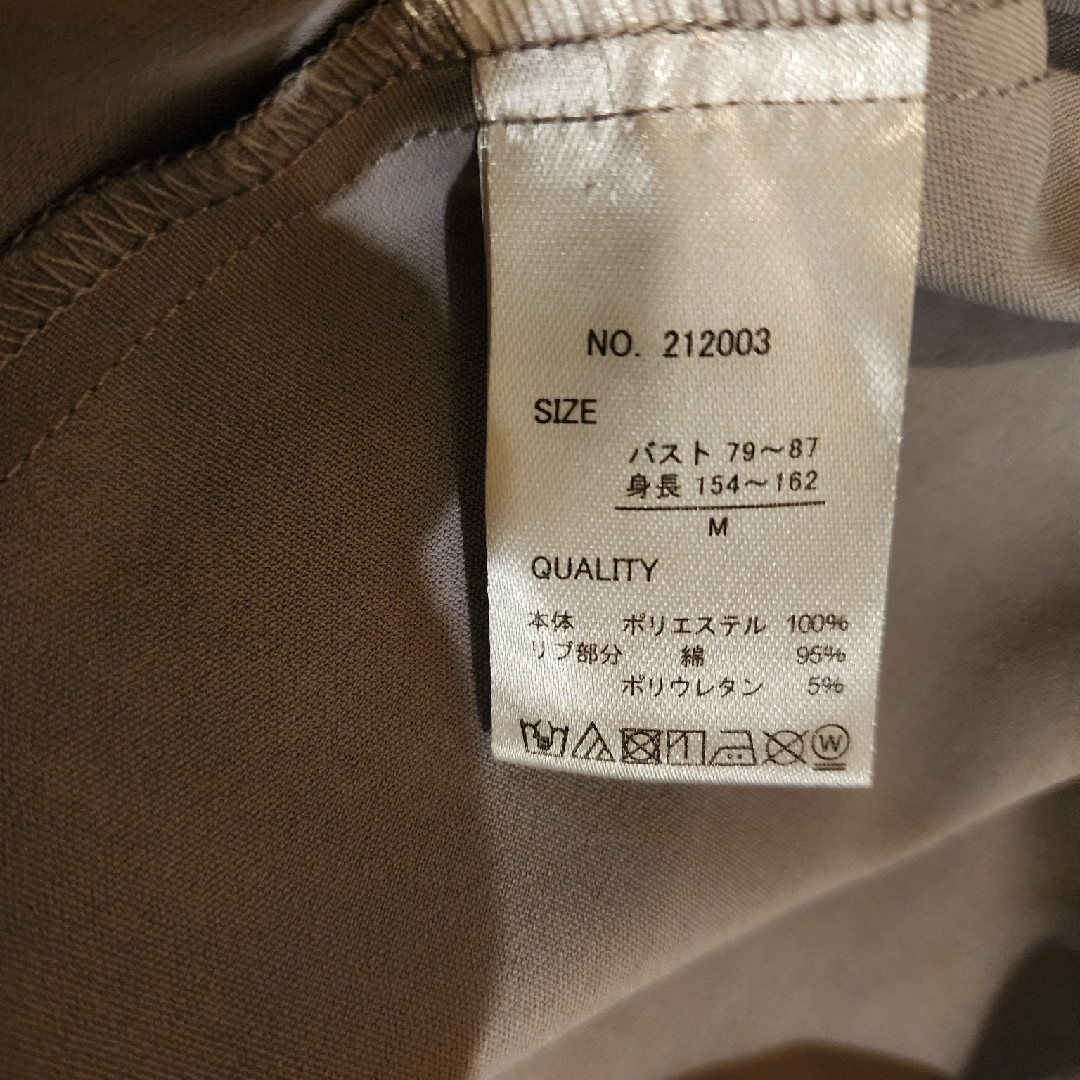 NO. 212003
SIZE
バスト 79～87
身長 154～162
M
QUALITY
本体 ポリエステル 100%
リブ部分 綿 95%
ポリウレタン 5%
W